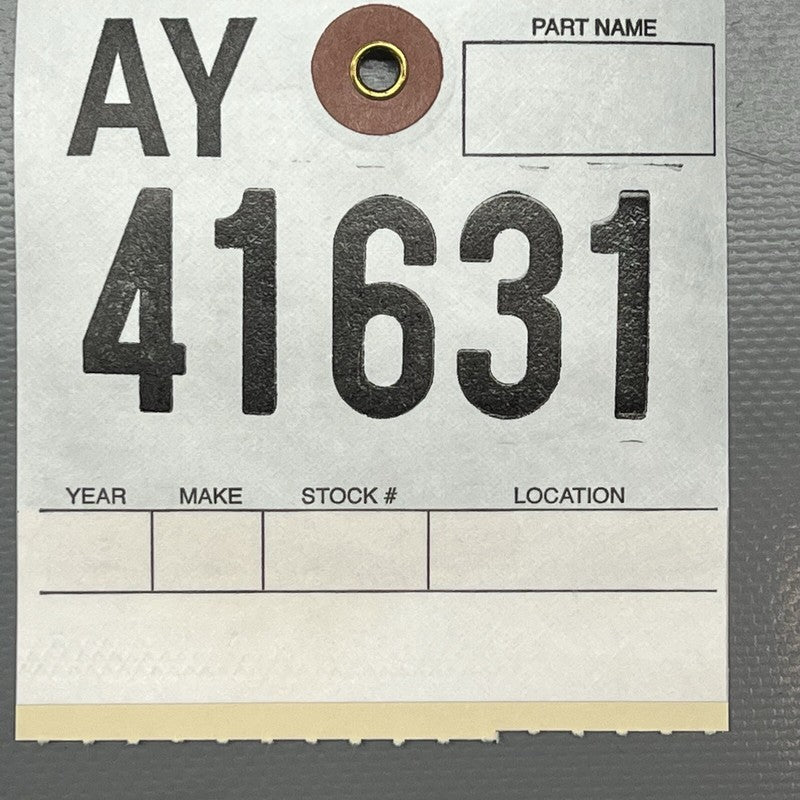 AY
PART NAME
41631
YEAR MAKE STOCK # LOCATION